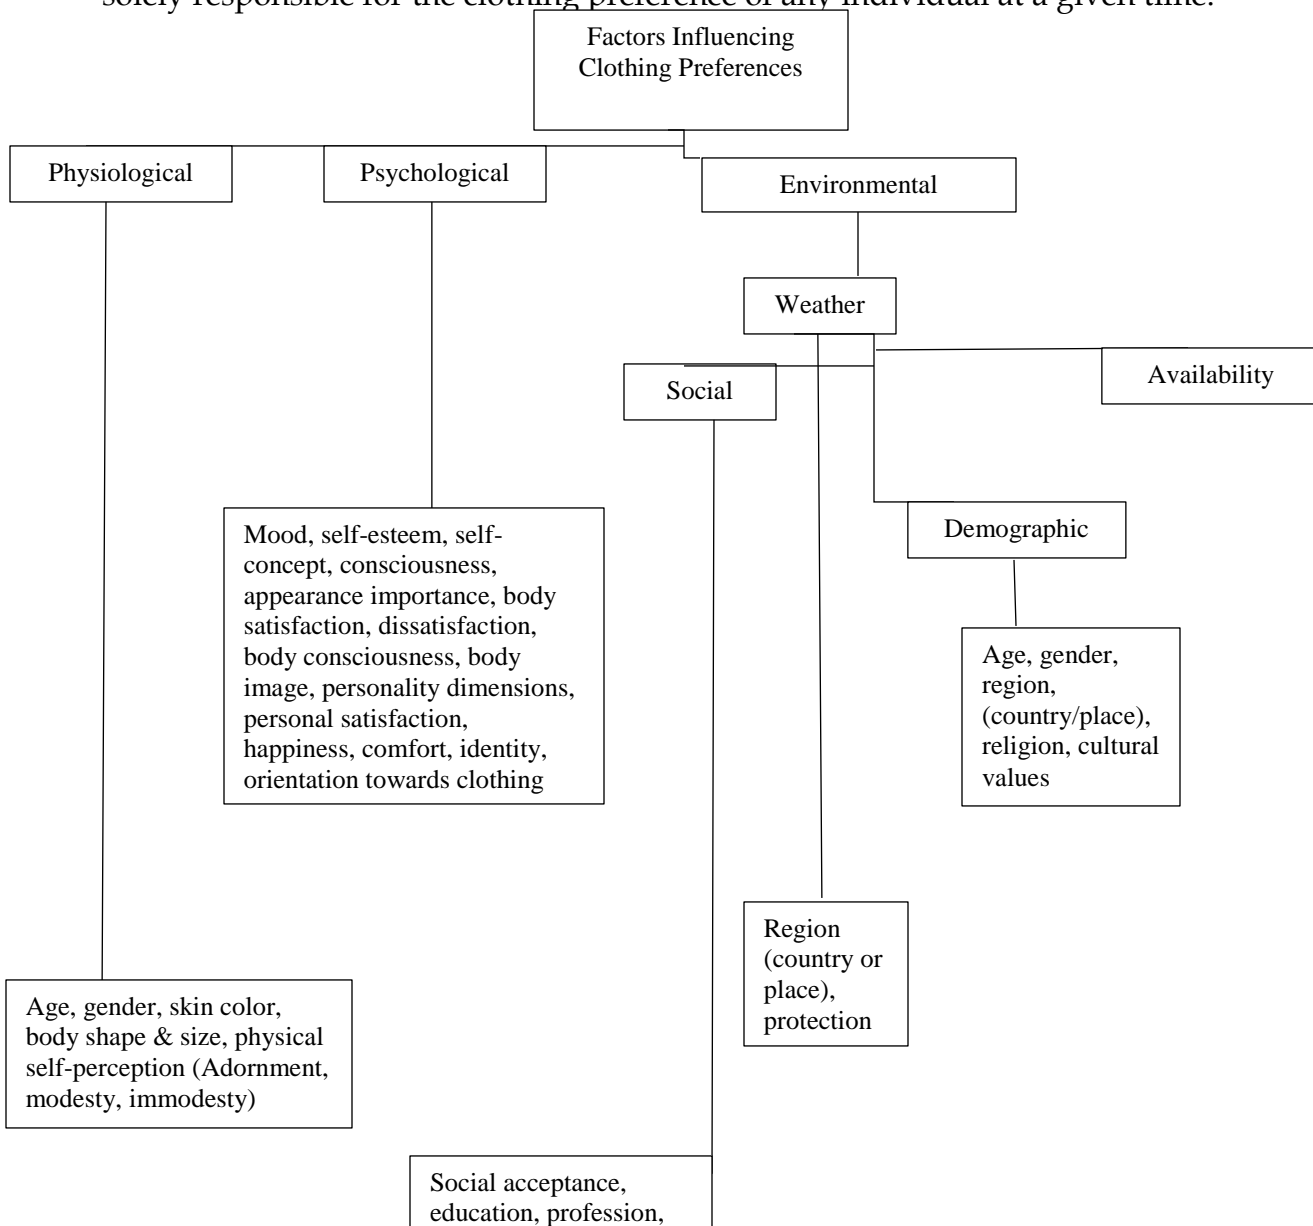 solely responsible for the clothing preference of any individual at a given time.
Factors Influencing
Clothing Preferences
Physiological
Psychological
Environmental
Weather
Social
Availability
Demographic
Mood, self-esteem, self-
concept, consciousness,
appearance importance, body
satisfaction, dissatisfaction,
body consciousness, body
image, personality dimensions,
personal satisfaction,
happiness, comfort, identity,
orientation towards clothing
Age, gender,
region,
(country/place),
religion, cultural
values
Region
(country or
place),
protection
Age, gender, skin color,
body shape & size, physical
self-perception (Adornment,
modesty, immodesty)
Social acceptance,
education, profession,